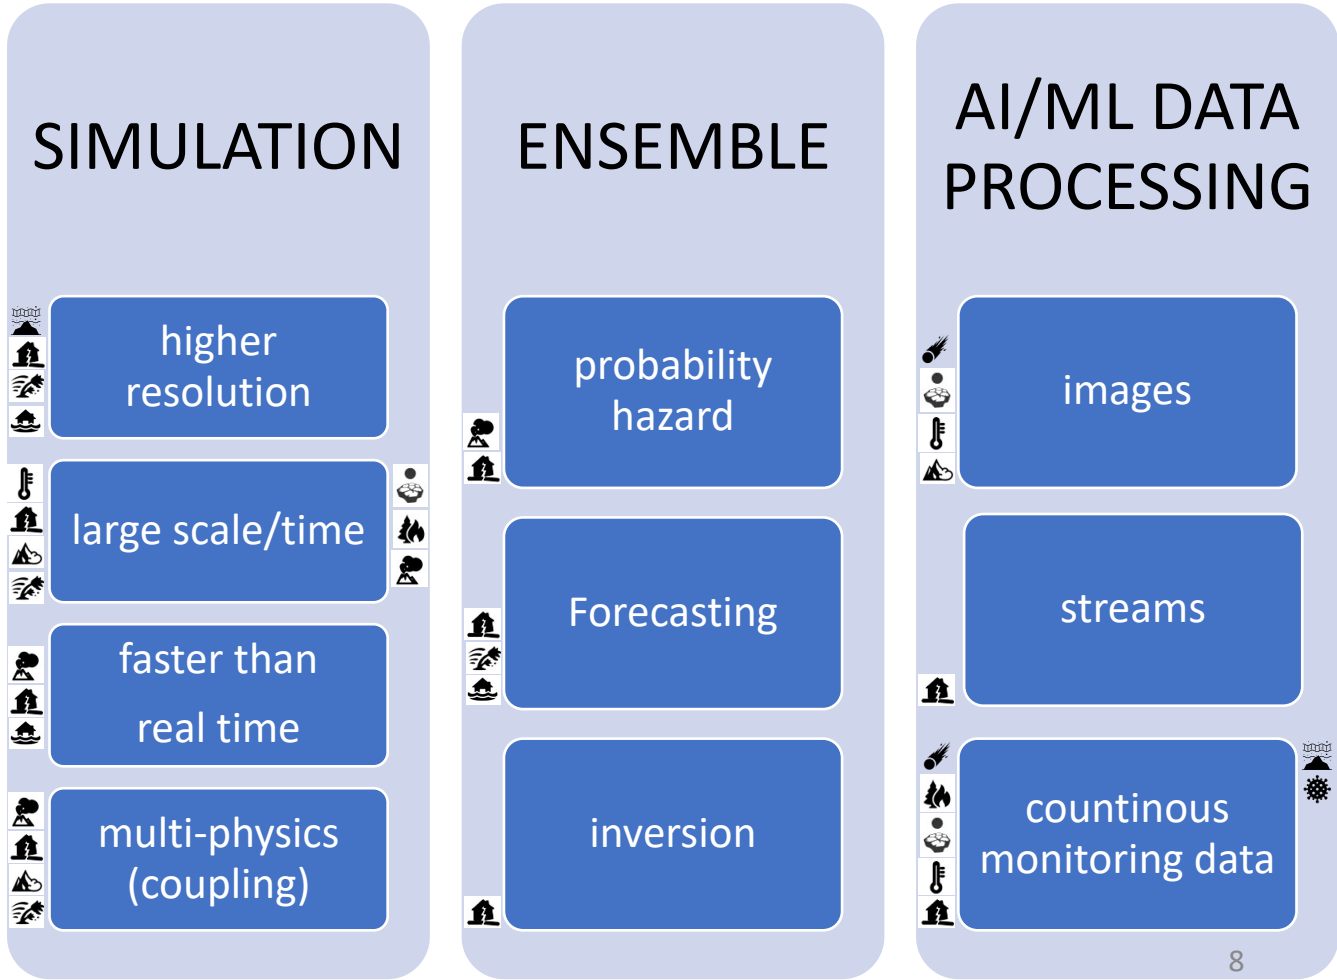 SIMULATION
higher
resolution
large scale/time
faster than
real time
multi-physics
(coupling)
ENSEMBLE
probability
hazard
Forecasting
inversion
AI/ML DATA
PROCESSING
images
streams
countinous
monitoring data
8